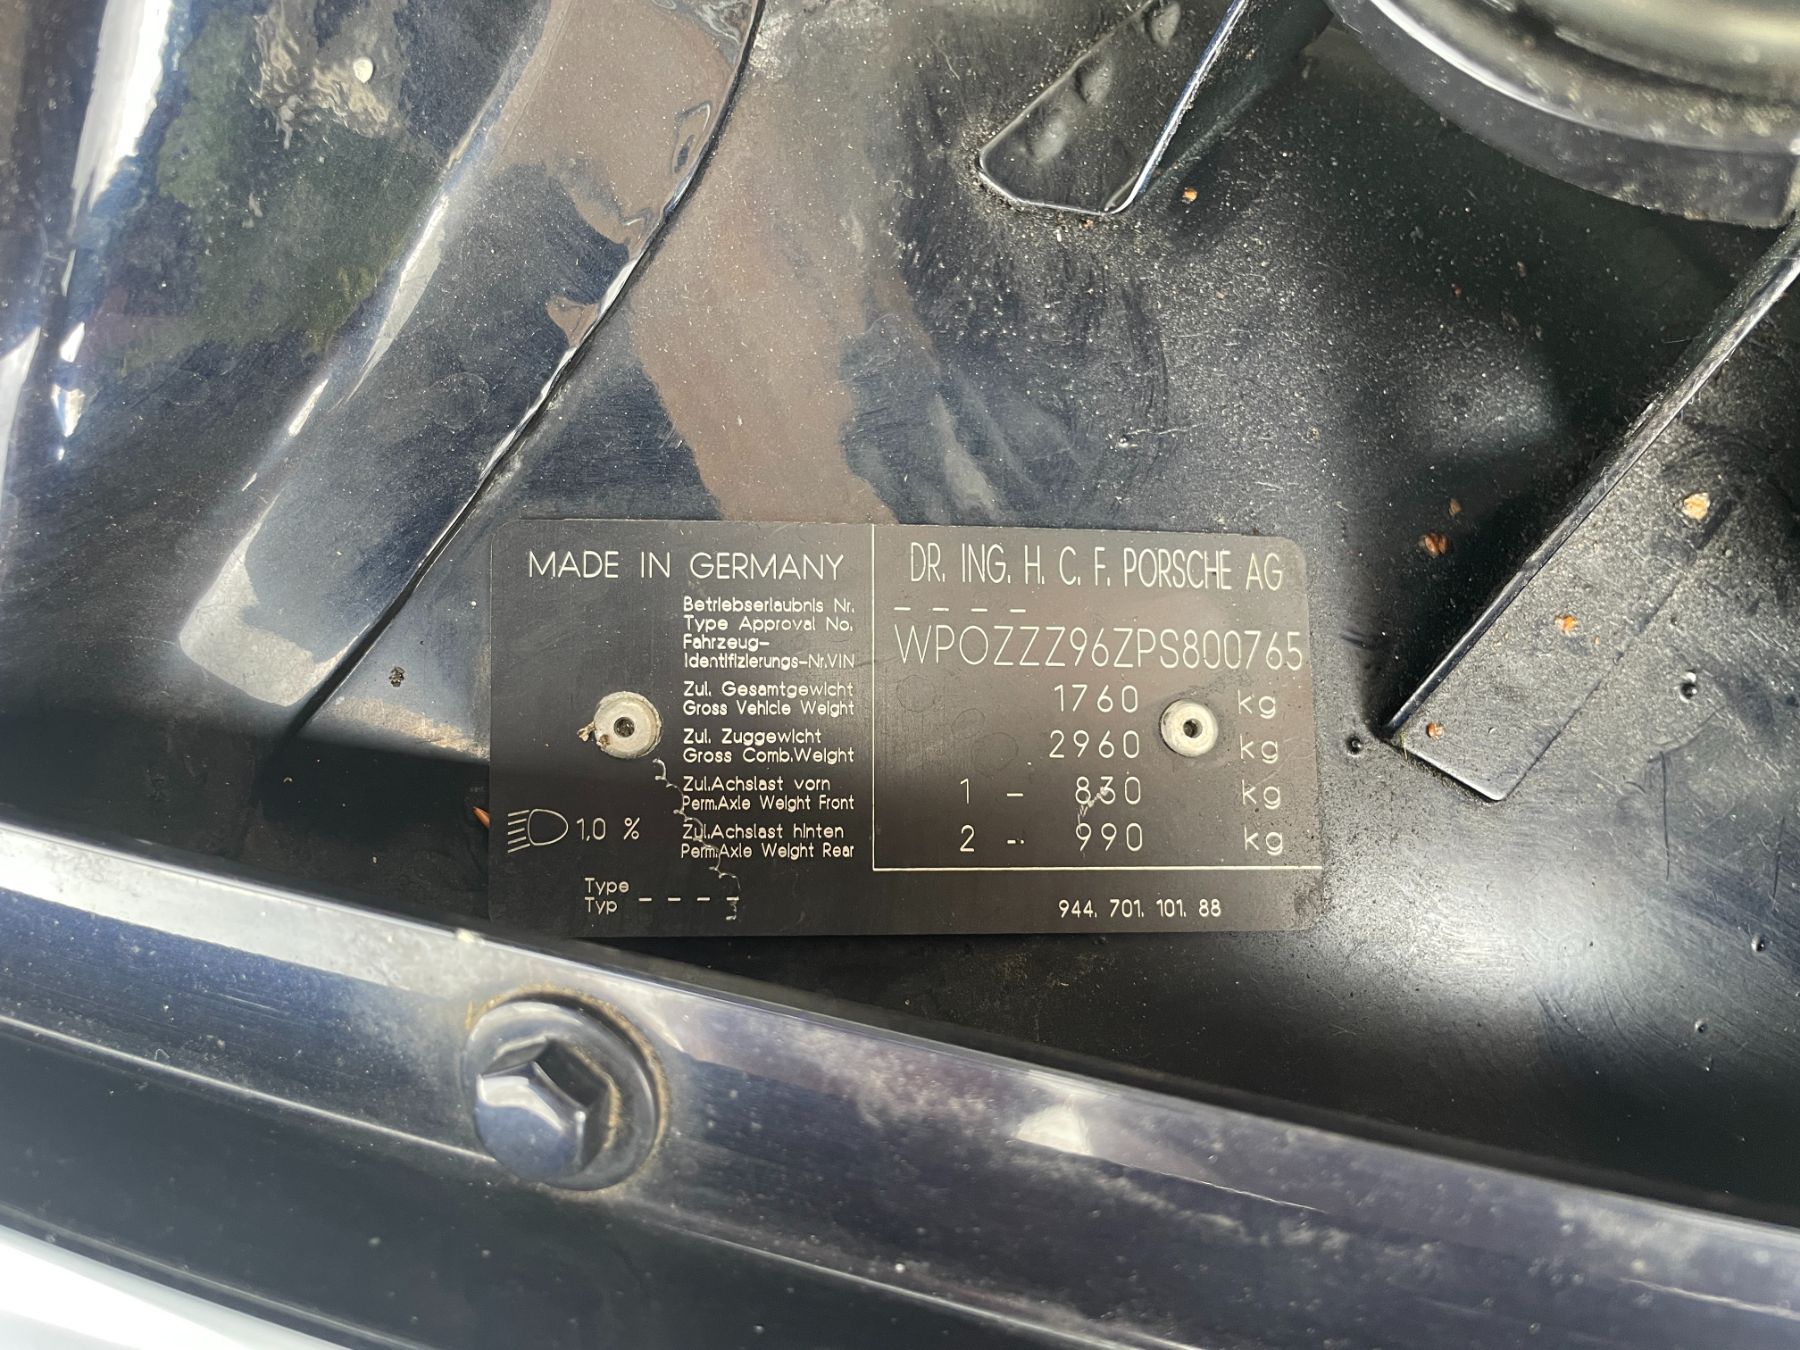 MADE IN GERMANY
DR. ING. H. C. F. PORSCHE AG
Betriebserlaubnis Nr.
Type Approval No.
- - - -
Fahrzeug-
Identifizierungs-Nr.VIN
WP0ZZZ96ZPS800765
Zul. Gesamtgewicht
Gross Vehicle Weight
1760 kg
Zul. Zuggewicht
Gross Comb.Weight
2960 kg
Zul.Achslast vorn
Perm.Axle Weight Front
1 - 830 kg
1,0 %
Zul.Achslast hinten
Perm.Axle Weight Rear
2 - 990 kg
Type
Typ - - - -
944. 701. 101. 88